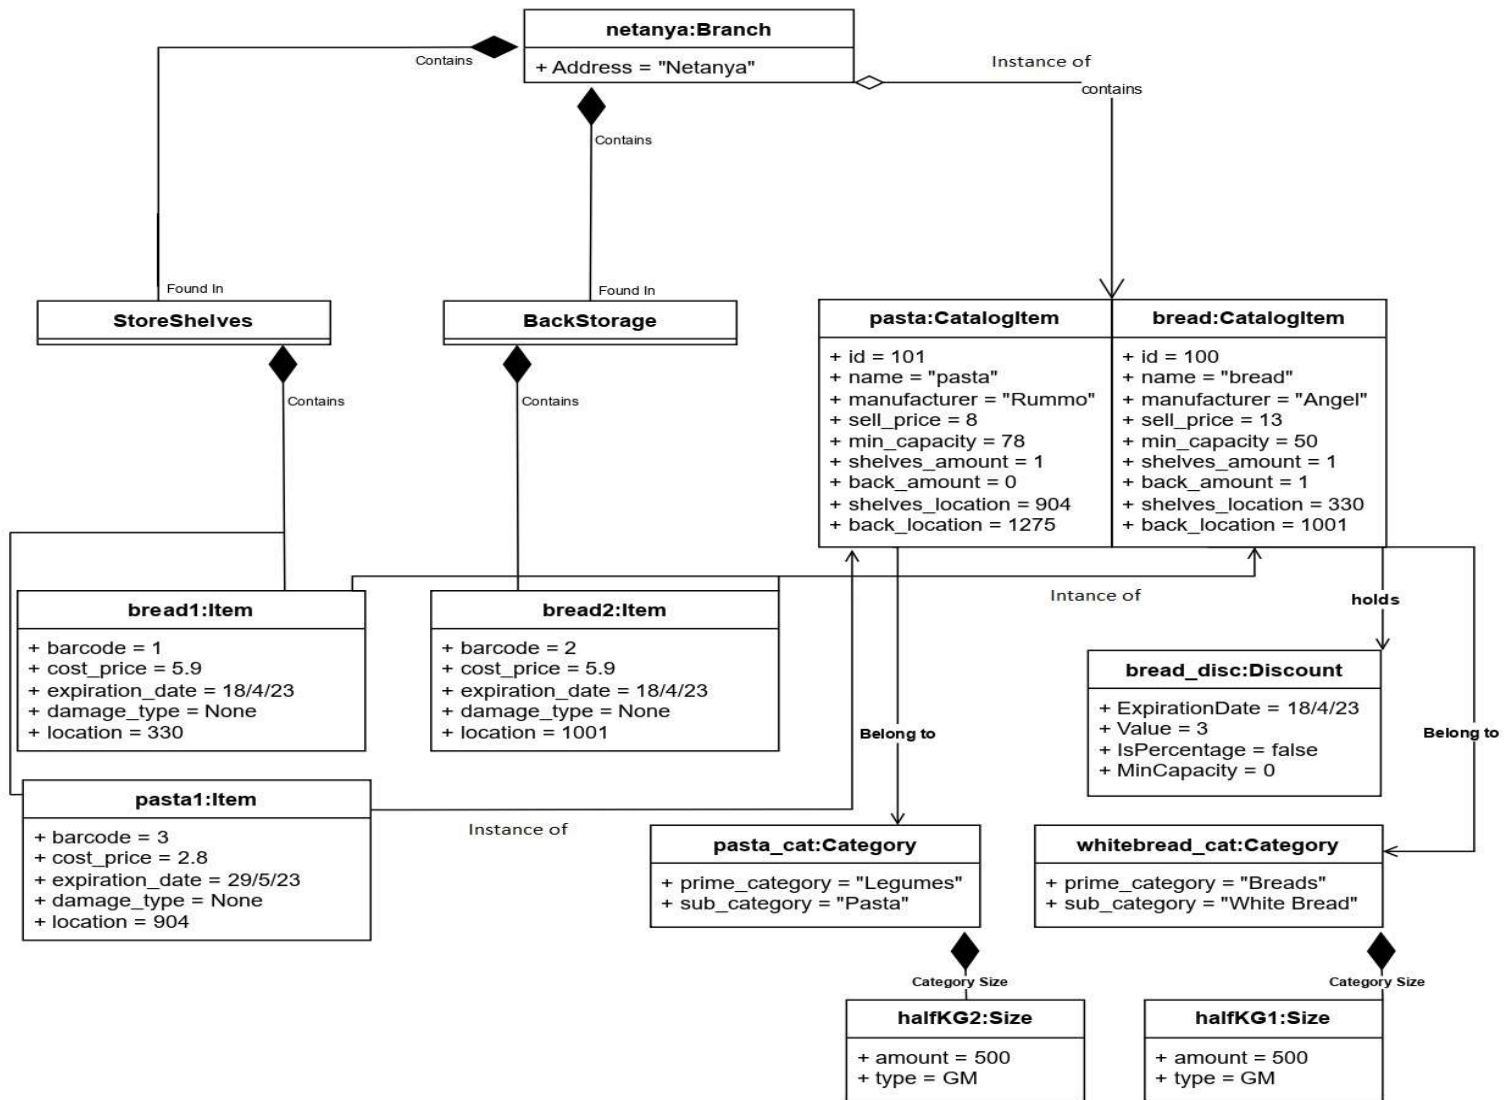 netanya:Branch
+ Address = "Netanya"
Contains
Instance of
contains
Contains
Found In
Found In
StoreShelves
BackStorage
Contains
Contains
pasta:CatalogItem
+ id = 101
+ name = "pasta"
+ manufacturer = "Rummo"
+ sell_price = 8
+ min_capacity = 78
+ shelves_amount = 1
+ back_amount = 0
+ shelves_location = 904
+ back_location = 1275
bread:CatalogItem
+ id = 100
+ name = "bread"
+ manufacturer = "Angel"
+ sell_price = 13
+ min_capacity = 50
+ shelves_amount = 1
+ back_amount = 1
+ shelves_location = 330
+ back_location = 1001
bread1:Item
+ barcode = 1
+ cost_price = 5.9
+ expiration_date = 18/4/23
+ damage_type = None
+ location = 330
bread2:Item
+ barcode = 2
+ cost_price = 5.9
+ expiration_date = 18/4/23
+ damage_type = None
+ location = 1001
Intance of
holds
bread_disc:Discount
+ ExpirationDate = 18/4/23
+ Value = 3
+ IsPercentage = false
+ MinCapacity = 0
Belong to
Belong to
pasta1:Item
+ barcode = 3
+ cost_price = 2.8
+ expiration_date = 29/5/23
+ damage_type = None
+ location = 904
Instance of
pasta_cat:Category
+ prime_category = "Legumes"
+ sub_category = "Pasta"
whitebread_cat:Category
+ prime_category = "Breads"
+ sub_category = "White Bread"
Category Size
Category Size
halfKG2:Size
+ amount = 500
+ type = GM
halfKG1:Size
+ amount = 500
+ type = GM